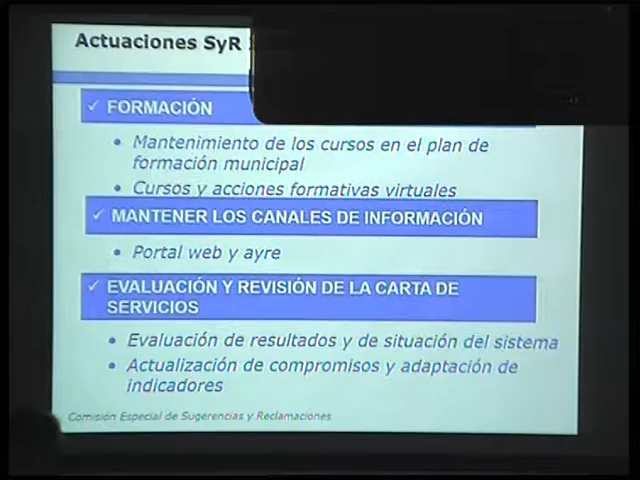 Actuaciones SyR
✓ FORMACIÓN
• Mantenimiento de los cursos en el plan de
formación municipal
• Cursos y acciones formativas virtuales
✓ MANTENER LOS CANALES DE INFORMACIÓN
• Portal web y ayre
✓ EVALUACIÓN Y REVISIÓN DE LA CARTA DE
SERVICIOS
• Evaluación de resultados y de situación del sistema
• Actualización de compromisos y adaptación de
indicadores
Comisión Especial de Sugerencias y Reclamaciones